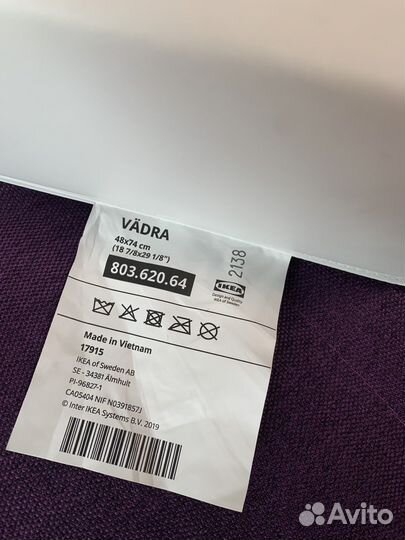 VÄDRA
48x74 cm
(18 7/8x29 1/8")
803.620.64
2138
IKEA
Design and Quality
IKEA of Sweden
Made in Vietnam
17915
IKEA of Sweden AB
SE - 34381 Älmhult
PJ-96827-1
CA05404 NIF N0391857J
© Inter IKEA Systems B.V. 2019
Avito